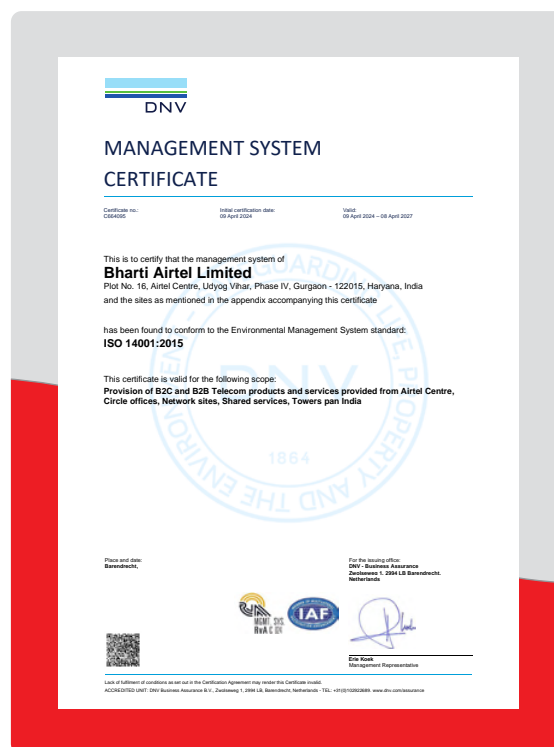 DNV
MANAGEMENT SYSTEM
CERTIFICATE
Certificate no.:
C664095
Initial certification date:
09 April 2024
Valid:
09 April 2024 – 08 April 2027
This is to certify that the management system of
Bharti Airtel Limited
Plot No. 16, Airtel Centre, Udyog Vihar, Phase IV, Gurgaon - 122015, Haryana, India
and the sites as mentioned in the appendix accompanying this certificate
has been found to conform to the Environmental Management System standard:
ISO 14001:2015
This certificate is valid for the following scope:
Provision of B2C and B2B Telecom products and services provided from Airtel Centre,
Circle offices, Network sites, Shared services, Towers pan India
DNV
1864
Place and date:
Barendrecht,
For the issuing office:
DNV - Business Assurance
Zwolseweg 1, 2994 LB Barendrecht,
Netherlands
MGMT. SYS.
RvA C 024
IAF
Erie Koek
Management Representative
Lack of fulfilment of conditions as set out in the Certification Agreement may render this Certificate invalid.
ACCREDITED UNIT: DNV Business Assurance B.V., Zwolseweg 1, 2994 LB, Barendrecht, Netherlands - TEL: +31(0)102922689. www.dnv.com/assurance